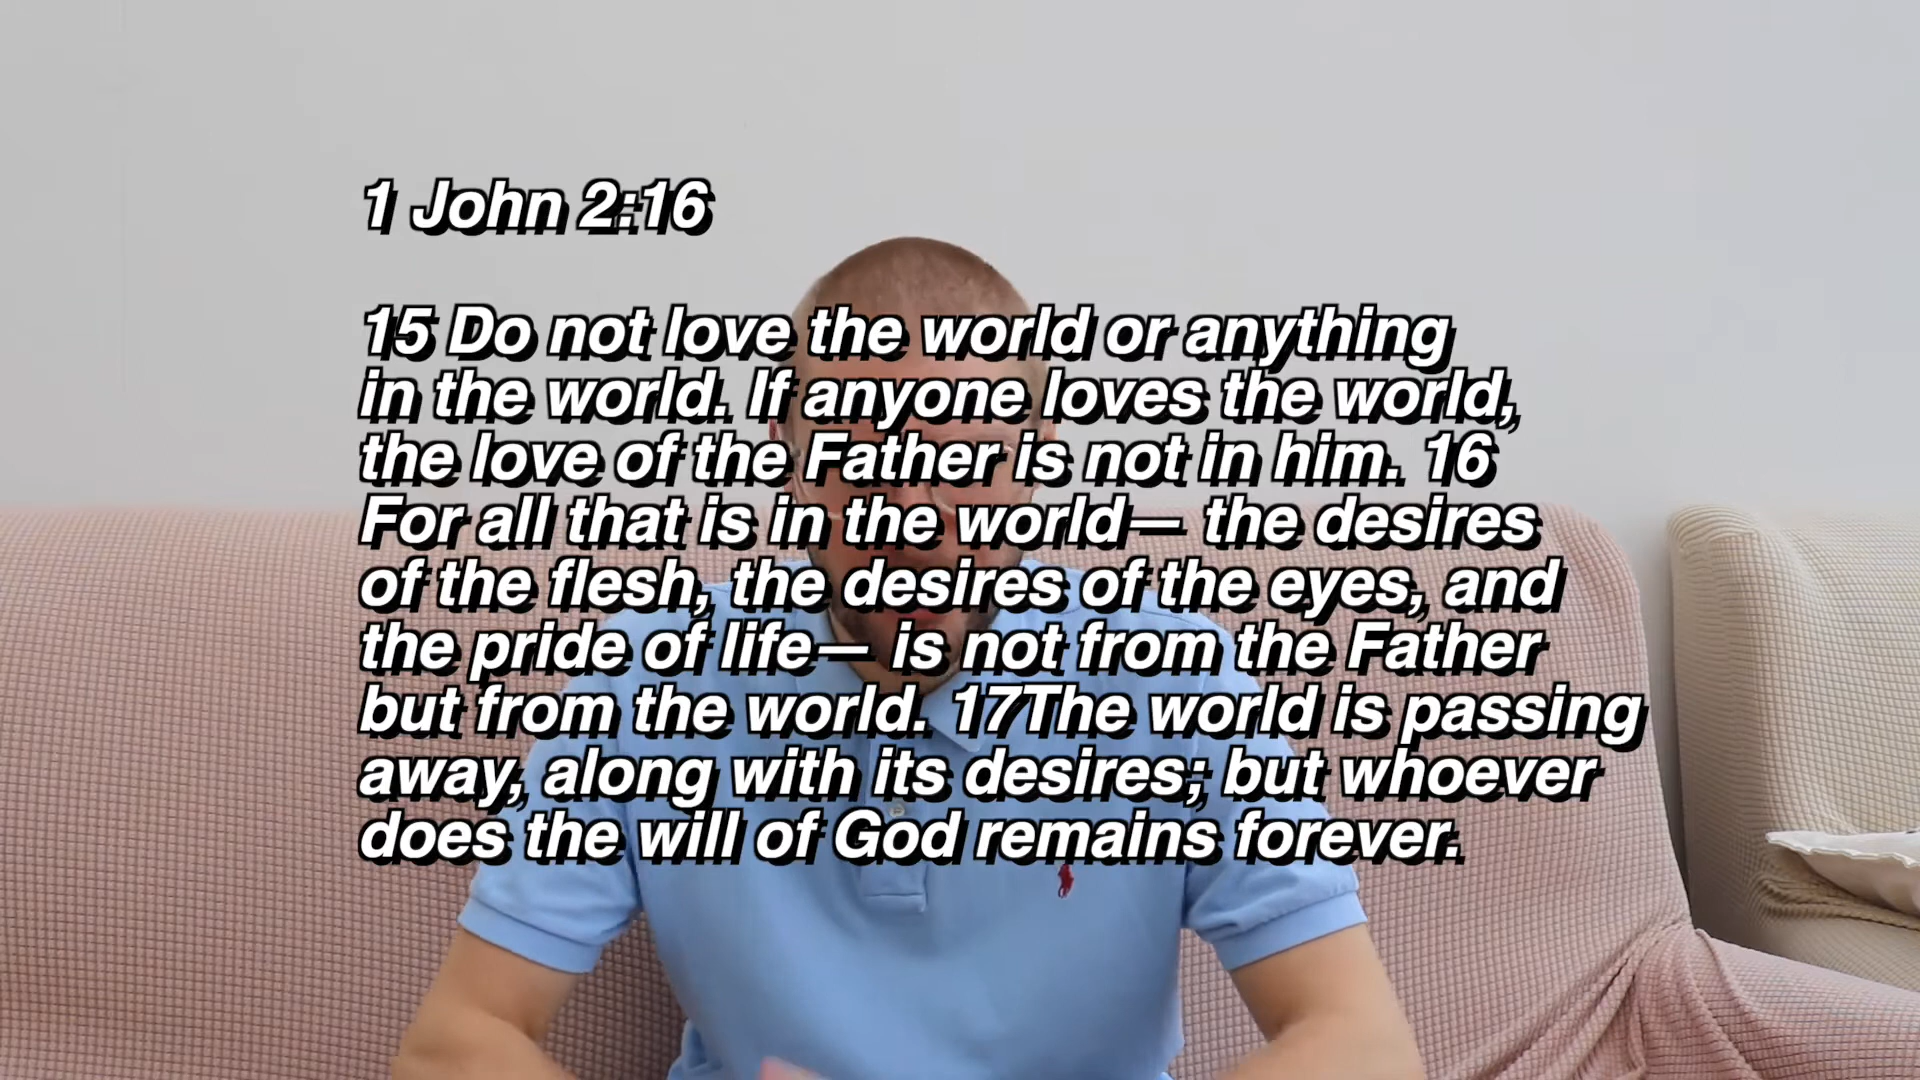 1 John 2:16
15 Do not love the world or anything
in the world. If anyone loves the world,
the love of the Father is not in him. 16
For all that is in the world— the desires
of the flesh, the desires of the eyes, and
the pride of life— is not from the Father
but from the world. 17The world is passing
away, along with its desires; but whoever
does the will of God remains forever.